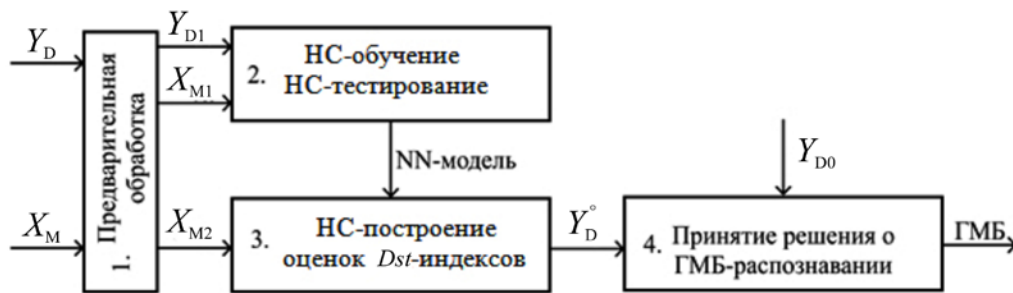 Y_D
X_M
1. Предварительная
обработка
Y_D1
X_M1
X_M2
2.
НС-обучение
НС-тестирование
NN-модель
3.
НС-построение
оценок Dst-индексов
Y_D°
Y_D0
4.
Принятие решения о
ГМБ-распознавании
ГМБ